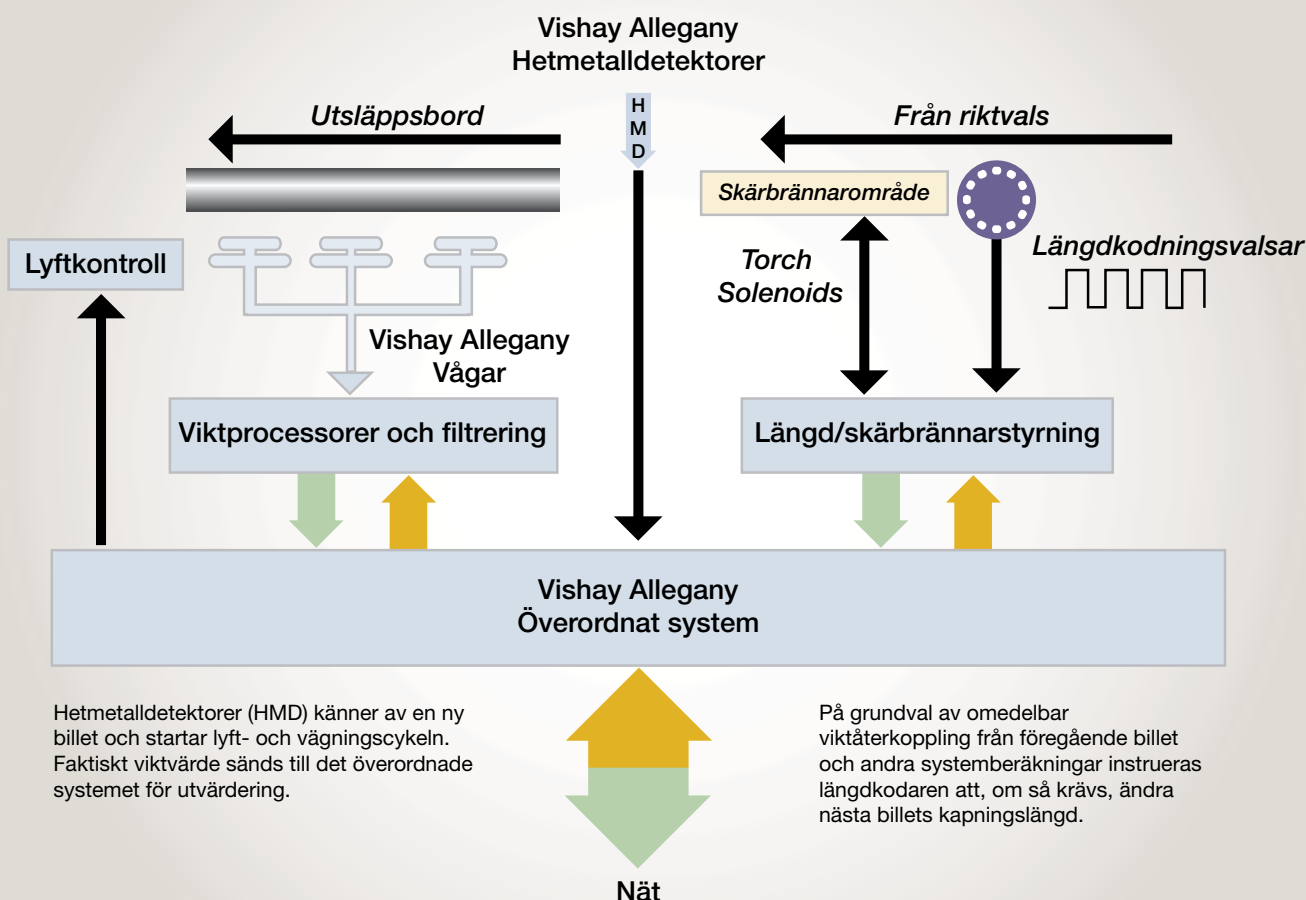 Vishay Allegany
Hetmetalldetektorer
H
M
D
Utsläppsbord
Från riktvals
Skärbrännarområde
Lyftkontroll
Längdkodningsvalsar
Torch
Solenoids
Vishay Allegany
Vågar
Viktprocessorer och filtrering
Längd/skärbrännarstyrning
Vishay Allegany
Överordnat system
Hetmetalldetektorer (HMD) känner av en ny
billet och startar lyft- och vägningscykeln.
Faktiskt viktvärde sänds till det överordnade
systemet för utvärdering.
På grundval av omedelbar
viktåterkoppling från föregående billet
och andra systemberäkningar instrueras
längdkodaren att, om så krävs, ändra
nästa billets kapningslängd.
Nät